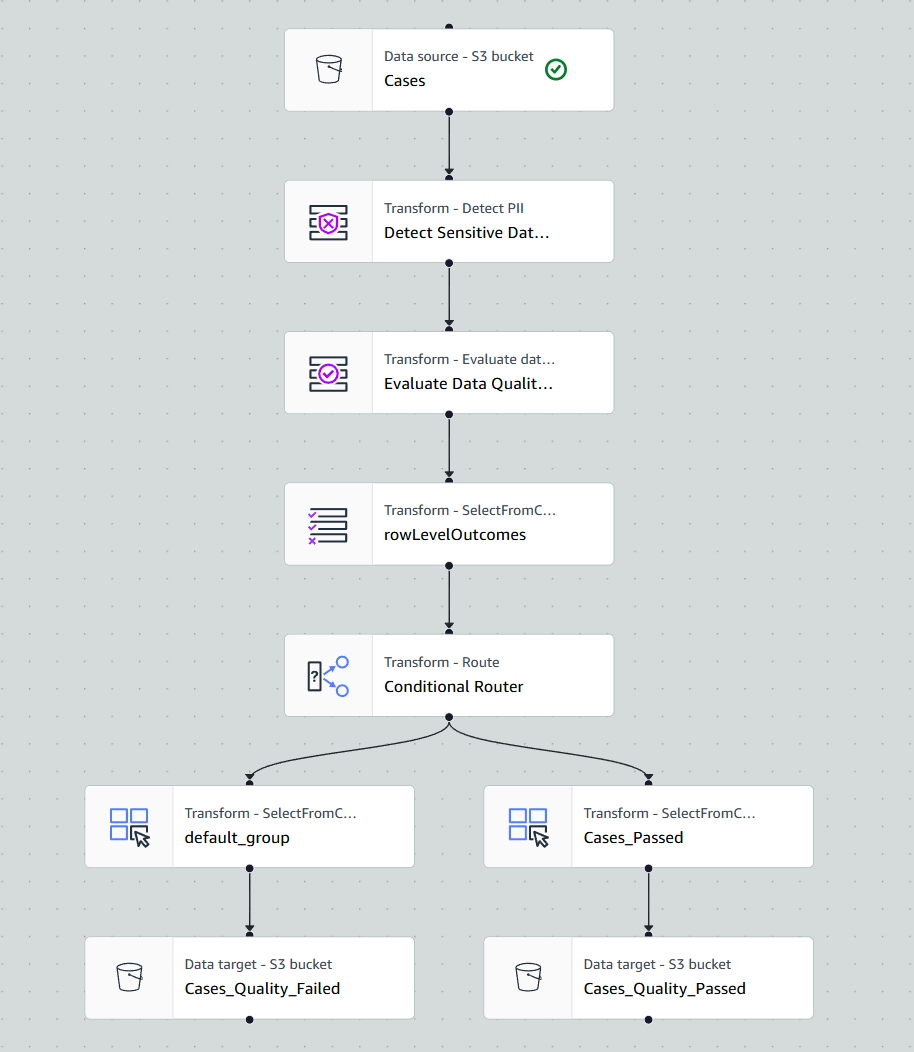 Data source - S3 bucket
Cases
Transform - Detect PII
Detect Sensitive Dat...
Transform - Evaluate dat...
Evaluate Data Qualit...
Transform - SelectFromC...
rowLevelOutcomes
?
Transform - Route
Conditional Router
Transform - SelectFromC...
default_group
Transform - SelectFromC...
Cases_Passed
Data target - S3 bucket
Cases_Quality_Failed
Data target - S3 bucket
Cases_Quality_Passed